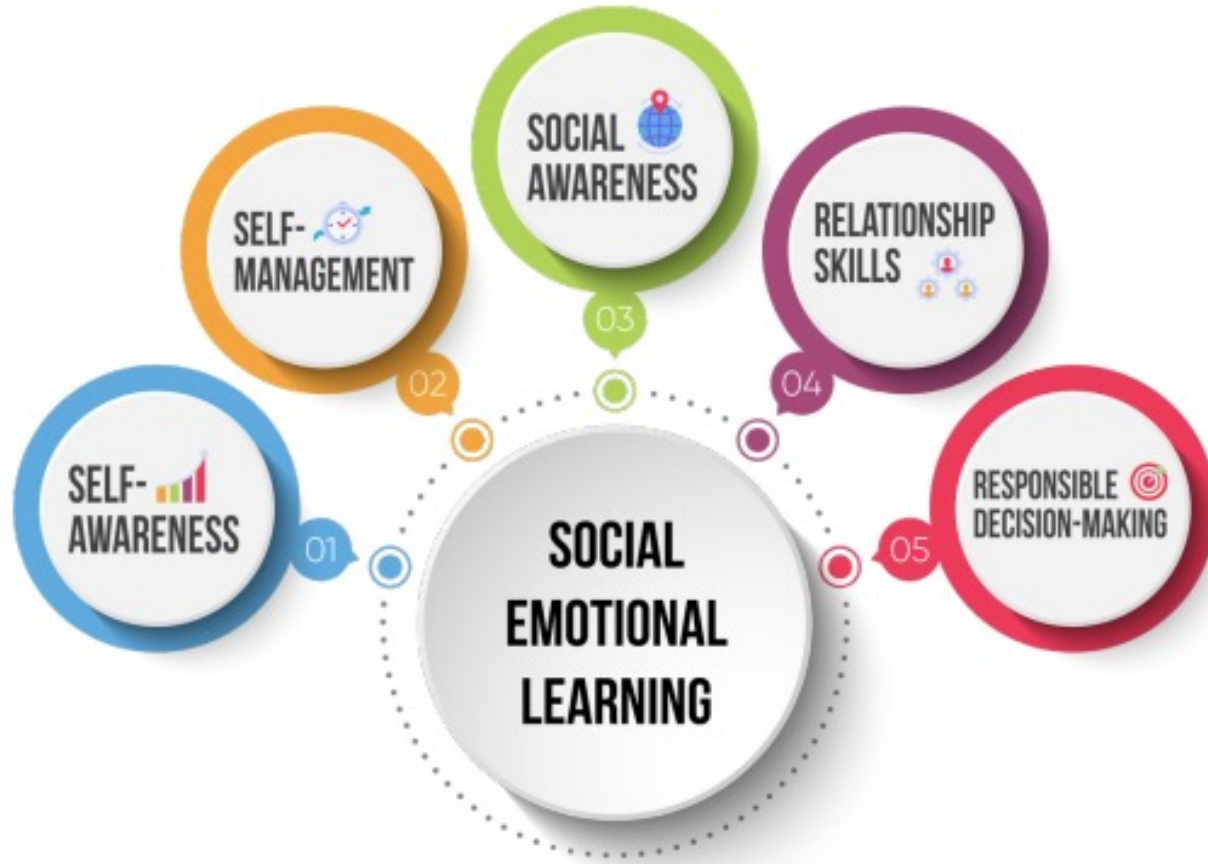 SELF-
AWARENESS
01
SELF-
MANAGEMENT
02
SOCIAL
AWARENESS
03
RELATIONSHIP
SKILLS
04
RESPONSIBLE
DECISION-MAKING
05
SOCIAL
EMOTIONAL
LEARNING